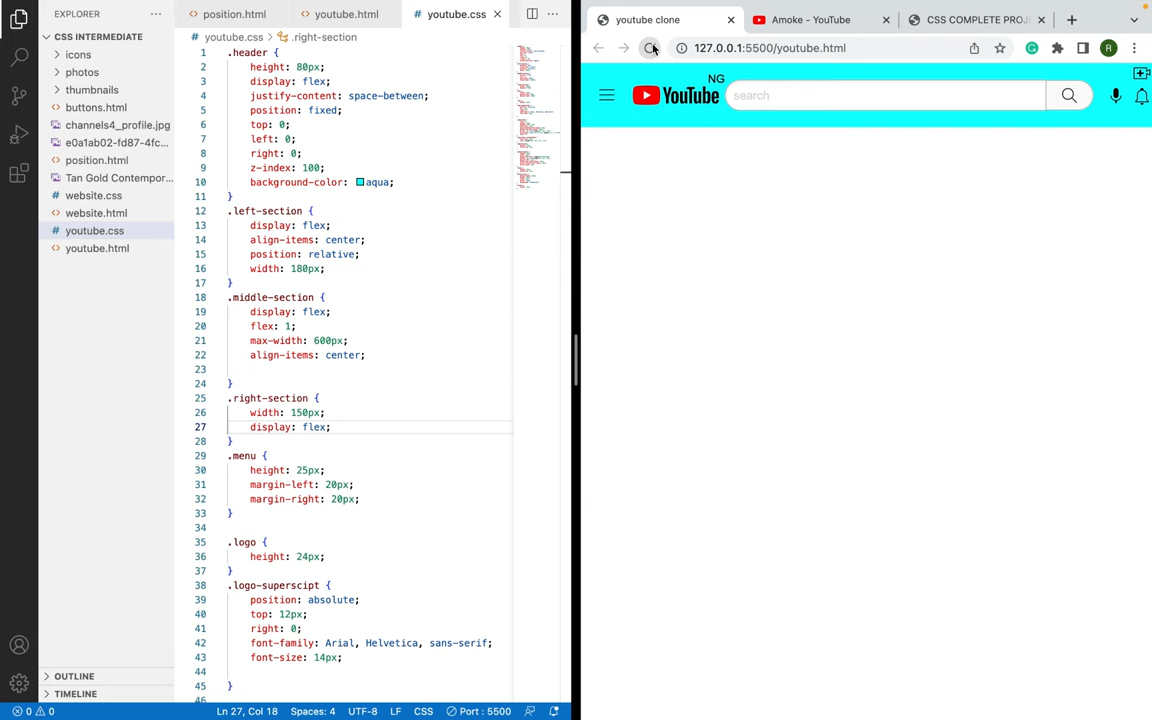 EXPLORER
CSS INTERMEDIATE
icons
photos
thumbnails
buttons.html
channels4_profile.jpg
e0a1ab02-fd87-4fc...
position.html
Tan Gold Contempor...
website.css
website.html
youtube.css
youtube.html
OUTLINE
TIMELINE
position.html
youtube.html
youtube.css
youtube.css > .right-section
1 .header {
2 height: 80px;
3 display: flex;
4 justify-content: space-between;
5 position: fixed;
6 top: 0;
7 left: 0;
8 right: 0;
9 z-index: 100;
10 background-color: aqua;
11 }
12 .left-section {
13 display: flex;
14 align-items: center;
15 position: relative;
16 width: 180px;
17 }
18 .middle-section {
19 display: flex;
20 flex: 1;
21 max-width: 600px;
22 align-items: center;
23
24 }
25 .right-section {
26 width: 150px;
27 display: flex;
28 }
29 .menu {
30 height: 25px;
31 margin-left: 20px;
32 margin-right: 20px;
33 }
34
35 .logo {
36 height: 24px;
37 }
38 .logo-superscipt {
39 position: absolute;
40 top: 12px;
41 right: 0;
42 font-family: Arial, Helvetica, sans-serif;
43 font-size: 14px;
44
45 }
46
0 0
Ln 27, Col 18
Spaces: 4
UTF-8
LF
CSS
Port : 5500
youtube clone
Amoke - YouTube
CSS COMPLETE PROJ
127.0.0.1:5500/youtube.html
R
NG
YouTube
search